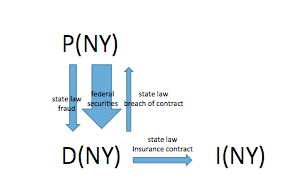 P(NY)
state law
fraud
federal
securities
state law
breach of contract
state law
Insurance contract
D(NY)
I(NY)